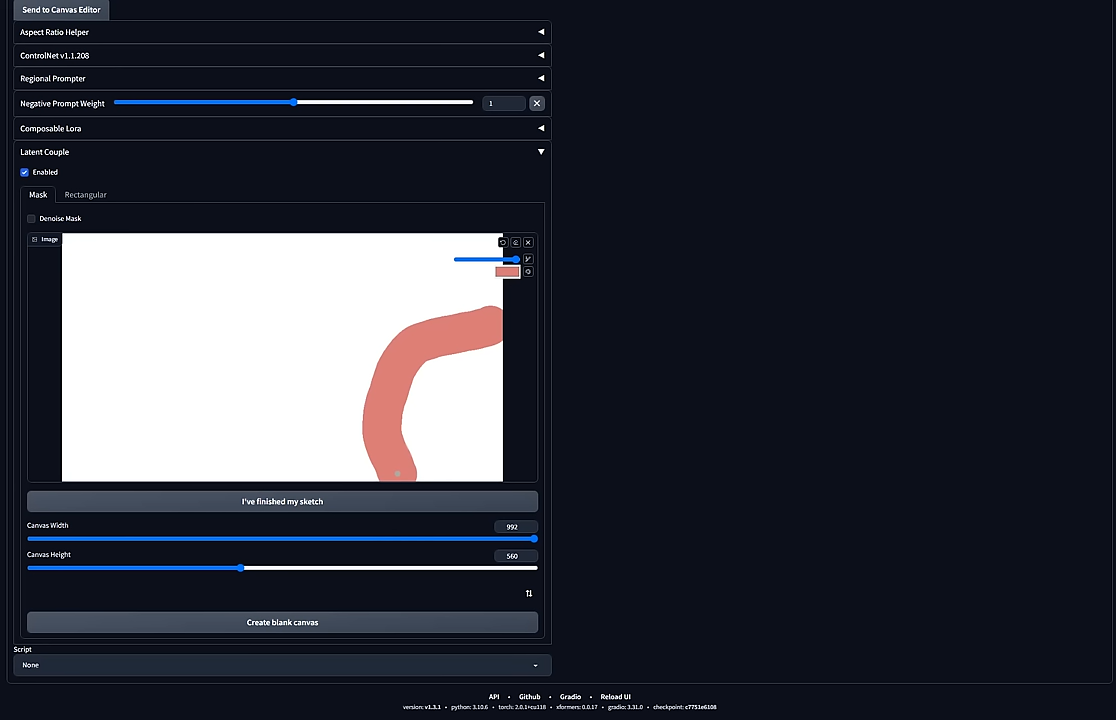 Send to Canvas Editor
Aspect Ratio Helper
ControlNet v1.1.208
Regional Prompter
Negative Prompt Weight 1
Composable Lora
Latent Couple
Enabled
Mask Rectangular
Denoise Mask
Image
I've finished my sketch
Canvas Width 992
Canvas Height 560
Create blank canvas
Script
None
API • Github • Gradio • Reload UI
version: v1.3.1 • python: 3.10.6 • torch: 2.0.1+cu118 • xformers: 0.0.17 • gradio: 3.31.0 • checkpoint: c7751e6108